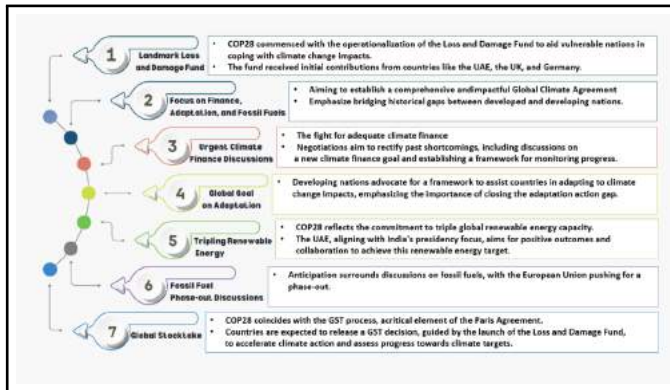 1
Landmark Loss
and Damage Fund
• COP28 commenced with the operationalization of the Loss and Damage Fund to aid vulnerable nations in
coping with climate change impacts.
• The fund received initial contributions from countries like the UAE, the UK, and Germany.
2
Focus on Finance,
Adaptation, and Fossil Fuels
• Aiming to establish a comprehensive andimpactful Global Climate Agreement
• Emphasize bridging historical gaps between developed and developing nations.
3
Urgent Climate
Finance Discussions
• The fight for adequate climate finance
• Negotiations aim to rectify past shortcomings, including discussions on
a new climate finance goal and establishing a framework for monitoring progress.
4
Global Goal
on Adaptation
• Developing nations advocate for a framework to assist countries in adapting to climate
change impacts, emphasizing the importance of closing the adaptation action gap.
5
Tripling Renewable
Energy
• COP28 reflects the commitment to triple global renewable energy capacity.
• The UAE, aligning with India's presidency focus, aims for positive outcomes and
collaboration to achieve this renewable energy target.
6
Fossil Fuel
Phase-out Discussions
• Anticipation surrounds discussions on fossil fuels, with the European Union pushing for a
phase-out.
7
Global Stocktake
• COP28 coincides with the GST process, acritical element of the Paris Agreement.
• Countries are expected to release a GST decision, guided by the launch of the Loss and Damage Fund,
to accelerate climate action and assess progress towards climate targets.